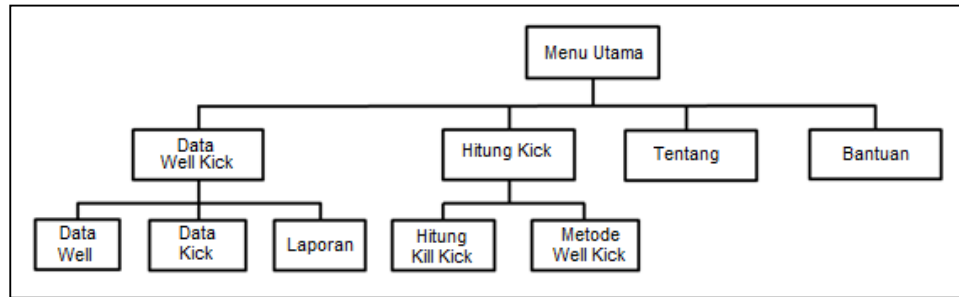 Menu Utama
Data
Well Kick
Hitung Kick
Tentang
Bantuan
Data
Well
Data
Kick
Laporan
Hitung
Kill Kick
Metode
Well Kick